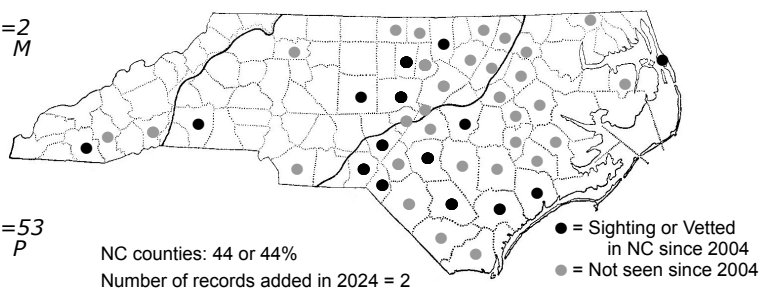 =2
M
=53
P
NC counties: 44 or 44%
Number of records added in 2024 = 2
● = Sighting or Vetted
in NC since 2004
● = Not seen since 2004